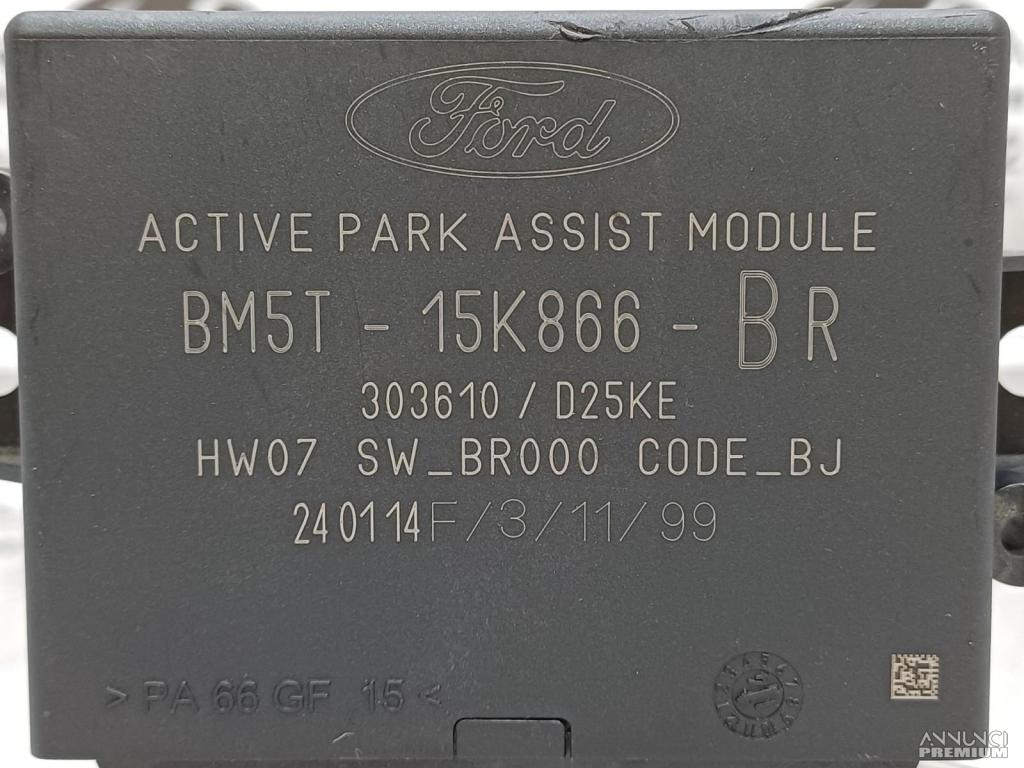 Ford
ACTIVE PARK ASSIST MODULE
BM5T - 15K866 - BR
303610 / D25KE
HW07 SW_BR000 CODE_BJ
240114F/3/11/99
> PA 66 GF 15 <
ANNUNCI
PREMIUM